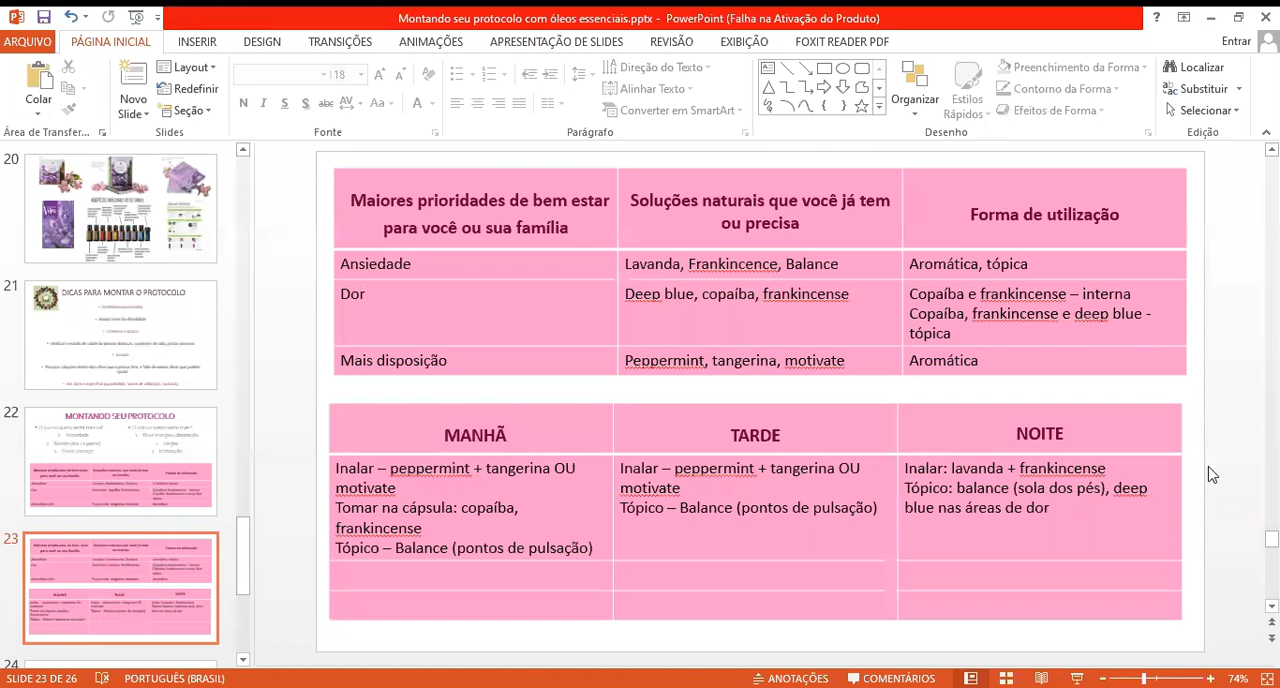 Montando seu protocolo com óleos essenciais.pptx - PowerPoint (Falha na Ativação do Produto)
ARQUIVO PÁGINA INICIAL INSERIR DESIGN TRANSIÇÕES ANIMAÇÕES APRESENTAÇÃO DE SLIDES REVISÃO EXIBIÇÃO FOXIT READER PDF Entrar
Colar
Novo Slide
Layout
Redefinir
Seção
18
N I S S abc AV Aa A
Direção do Texto
Alinhar Texto
Converter em SmartArt
Organizar
Estilos Rápidos
Preenchimento da Forma
Contorno da Forma
Efeitos de Forma
Localizar
Substituir
Selecionar
Área de Transfer... Slides Fonte Parágrafo Desenho Edição
20
21
DICAS PARA MONTAR O PROTOCOLO
22
MONTANDO SEU PROTOCOLO
23
24
Maiores prioridades de bem estar
para você ou sua família
Soluções naturais que você já tem
ou precisa
Forma de utilização
Ansiedade
Lavanda, Frankincence, Balance
Aromática, tópica
Dor
Deep blue, copaíba, frankincense
Copaíba e frankincense – interna
Copaíba, frankincense e deep blue -
tópica
Mais disposição
Peppermint, tangerina, motivate
Aromática
MANHÃ
TARDE
NOITE
Inalar – peppermint + tangerina OU
motivate
Tomar na cápsula: copaíba,
frankincense
Tópico – Balance (pontos de pulsação)
Inalar – peppermint + tangerina OU
motivate
Tópico – Balance (pontos de pulsação)
Inalar: lavanda + frankincense
Tópico: balance (sola dos pés), deep
blue nas áreas de dor
SLIDE 23 DE 26 PORTUGUÊS (BRASIL) ANOTAÇÕES COMENTÁRIOS 74%